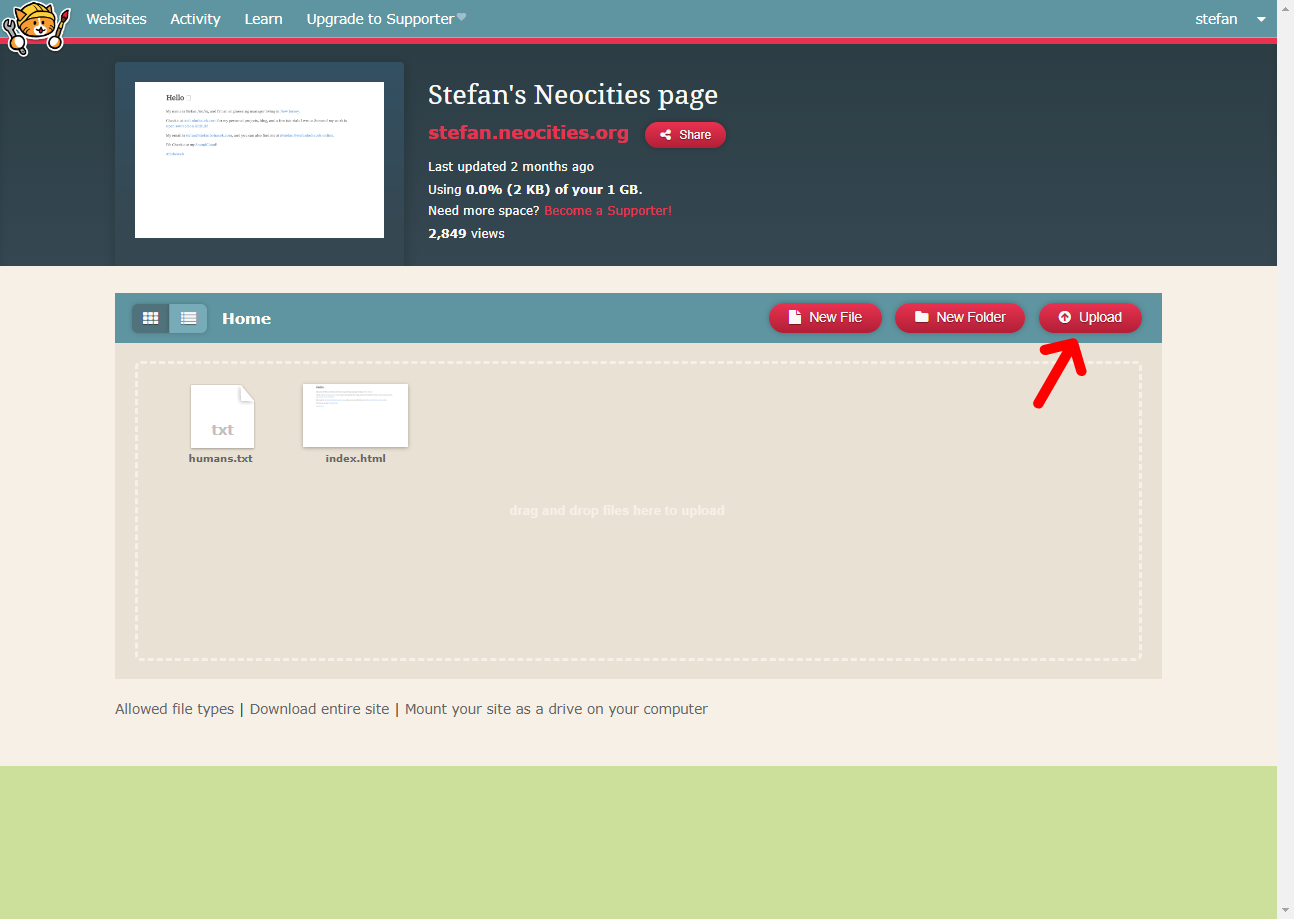 Websites Activity Learn Upgrade to Supporter stefan
Hello
Stefan's Neocities page
stefan.neocities.org Share
Last updated 2 months ago
Using 0.0% (2 KB) of your 1 GB.
Need more space? Become a Supporter!
2,849 views
Home New File New Folder Upload
txt
humans.txt index.html
drag and drop files here to upload
Allowed file types | Download entire site | Mount your site as a drive on your computer